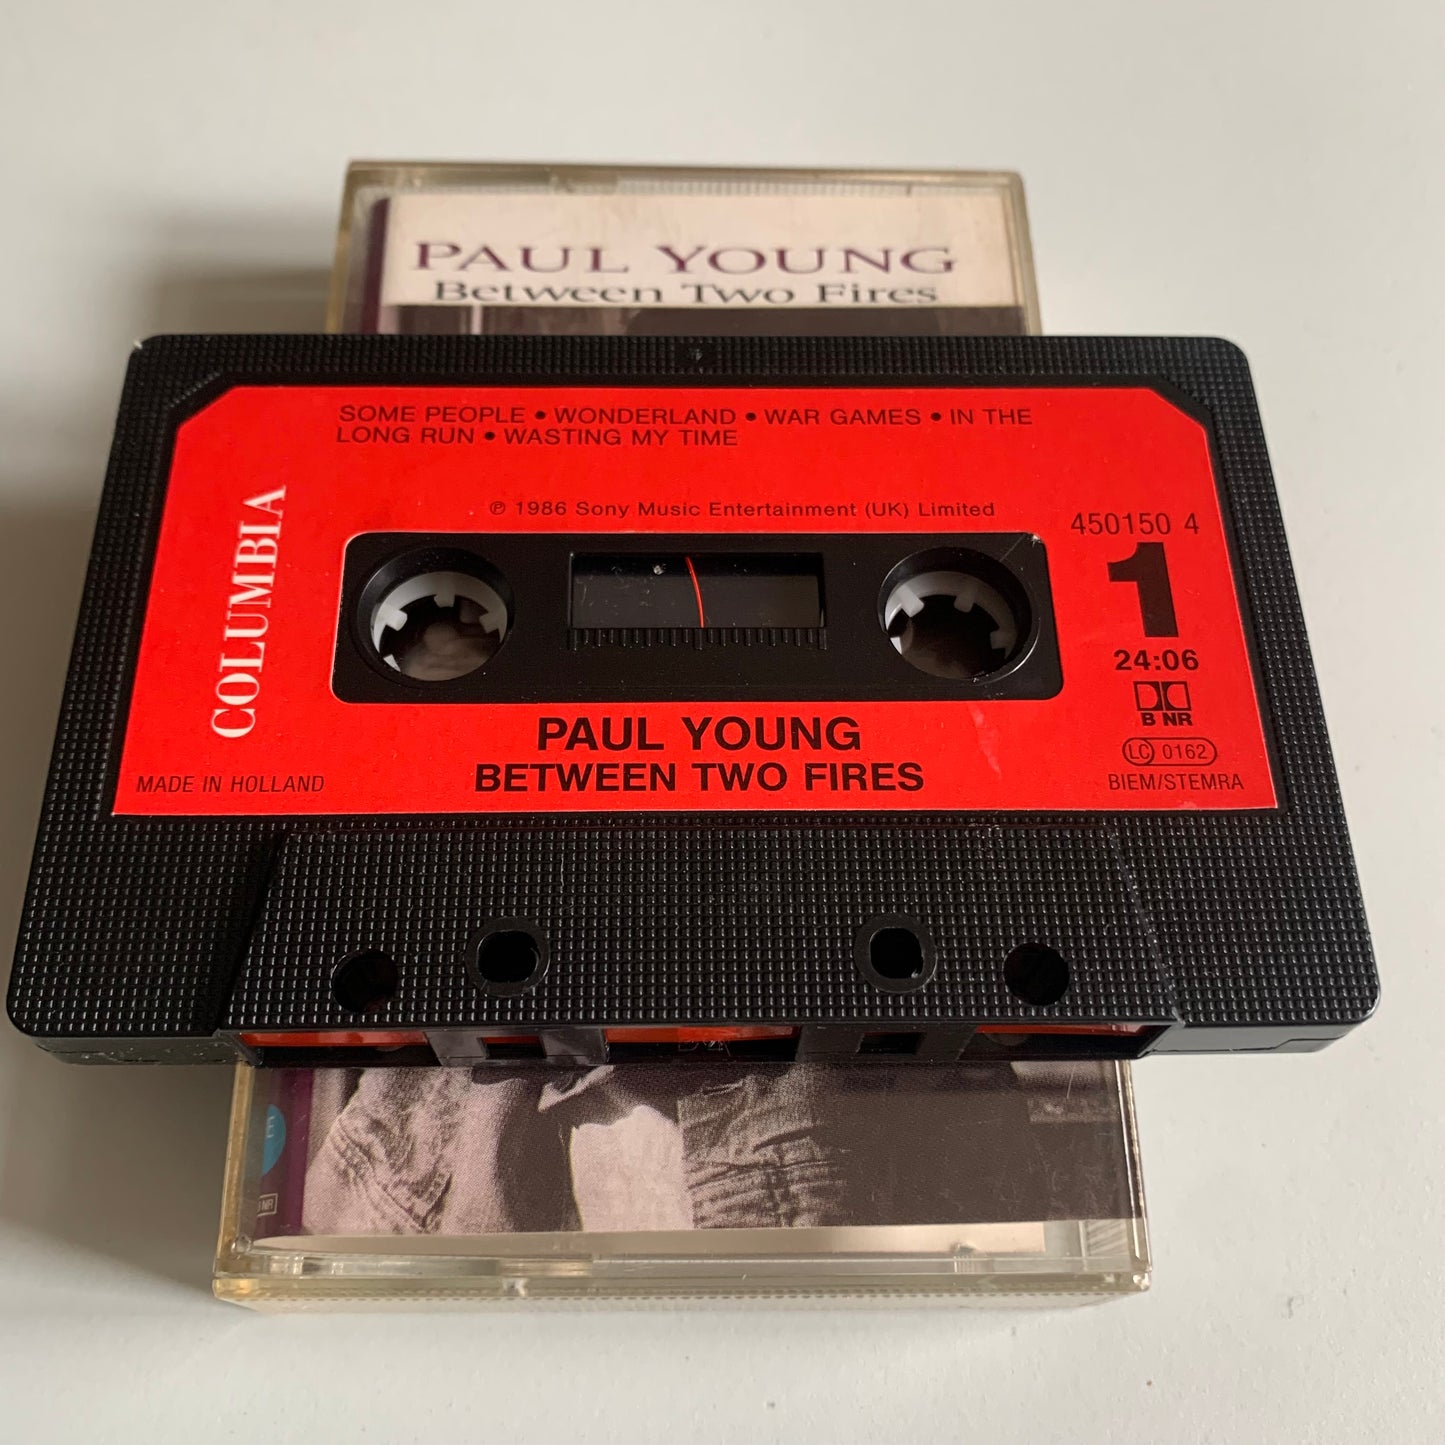 PAUL YOUNG
Between Two Fires
SOME PEOPLE • WONDERLAND • WAR GAMES • IN THE
LONG RUN • WASTING MY TIME
℗ 1986 Sony Music Entertainment (UK) Limited
450150 4
1
24:06
B NR
LC 0162
BIEM/STEMRA
COLUMBIA
PAUL YOUNG
BETWEEN TWO FIRES
MADE IN HOLLAND
E
NR